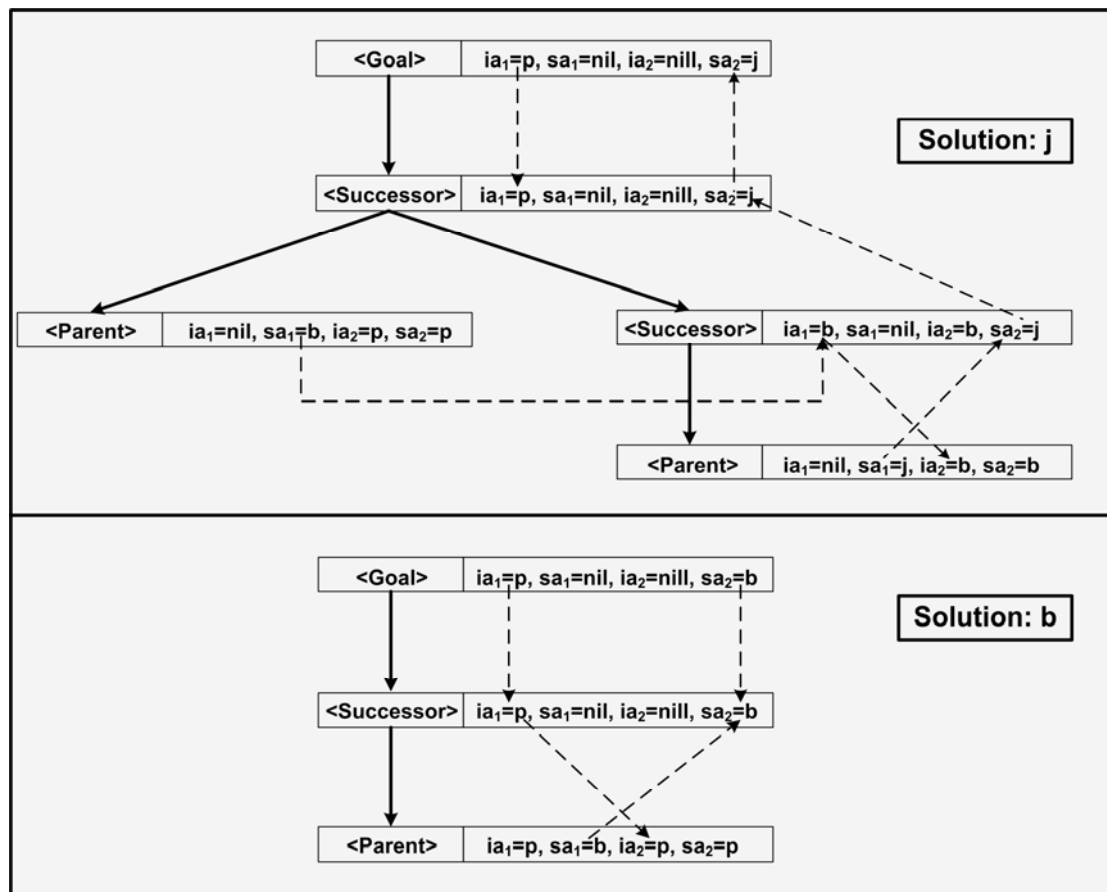 <Goal> ia₁=p, sa₁=nil, ia₂=nill, sa₂=j
Solution: j
<Successor> ia₁=p, sa₁=nil, ia₂=nill, sa₂=j
<Parent> ia₁=nil, sa₁=b, ia₂=p, sa₂=p
<Successor> ia₁=b, sa₁=nil, ia₂=b, sa₂=j
<Parent> ia₁=nil, sa₁=j, ia₂=b, sa₂=b
<Goal> ia₁=p, sa₁=nil, ia₂=nill, sa₂=b
Solution: b
<Successor> ia₁=p, sa₁=nil, ia₂=nill, sa₂=b
<Parent> ia₁=p, sa₁=b, ia₂=p, sa₂=p